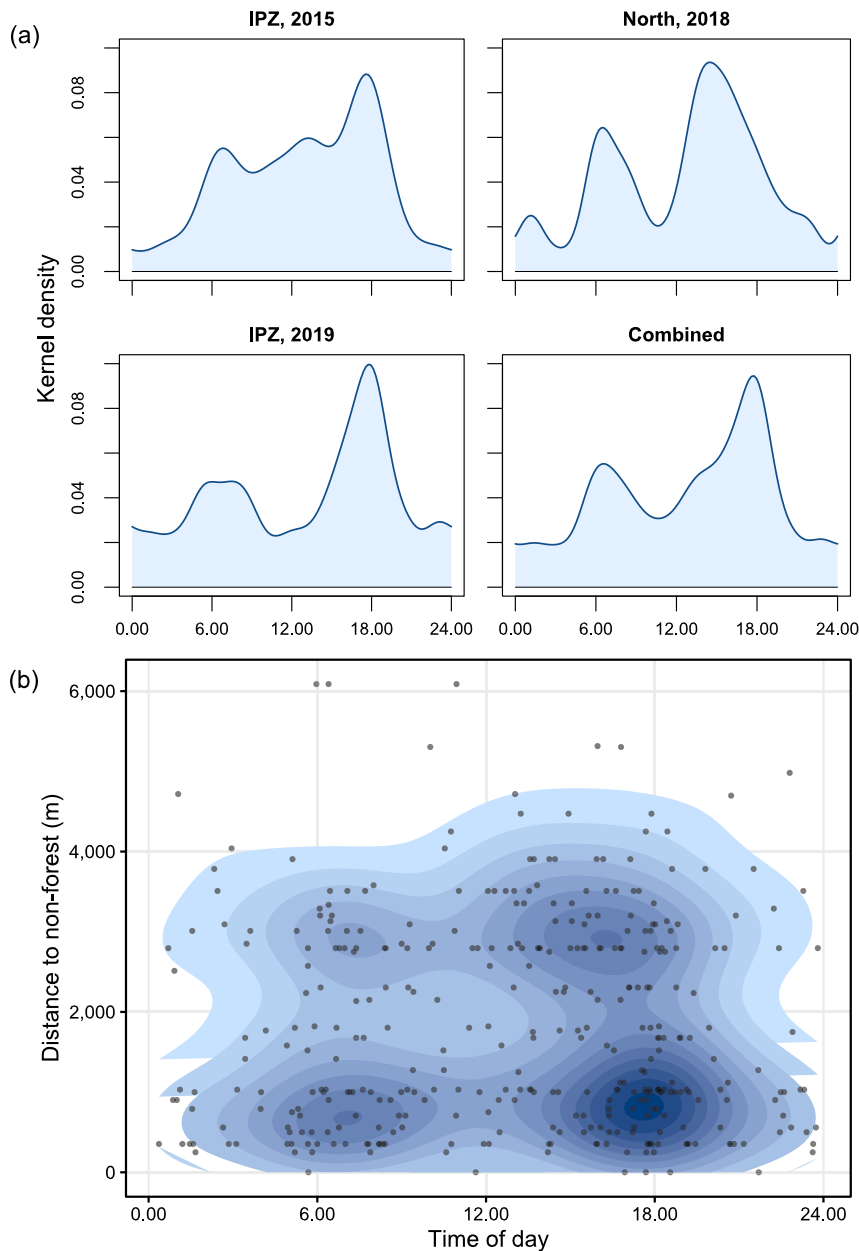 (a)
IPZ, 2015
North, 2018
Kernel density
0.08
0.04
0.00
IPZ, 2019
Combined
0.08
0.04
0.00
0.00 6.00 12.00 18.00 24.00
0.00 6.00 12.00 18.00 24.00
(b)
Distance to non-forest (m)
6,000
4,000
2,000
0
0.00 6.00 12.00 18.00 24.00
Time of day